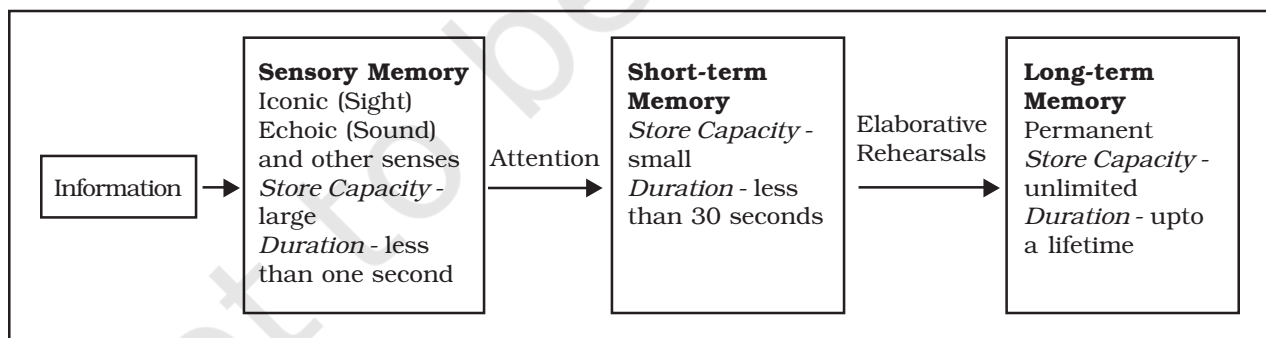 Information
Sensory Memory
Iconic (Sight)
Echoic (Sound)
and other senses
Store Capacity -
large
Duration - less
than one second
Attention
Short-term
Memory
Store Capacity -
small
Duration - less
than 30 seconds
Elaborative
Rehearsals
Long-term
Memory
Permanent
Store Capacity -
unlimited
Duration - upto
a lifetime